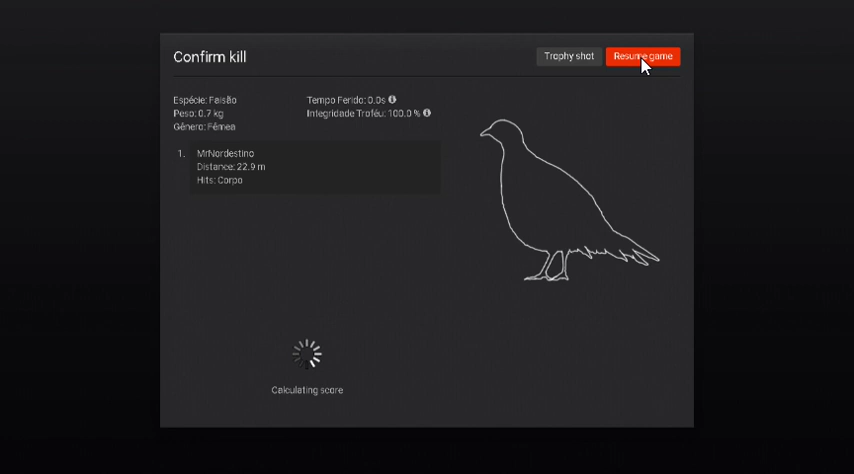 Confirm kill
Trophy shot
Resume game
Espécie: Faisão
Peso: 0.7 kg
Gênero: Fêmea
Tempo Ferido: 0.0s
Integridade Troféu: 100.0 %
1.
MrNordestino
Distance: 22.9 m
Hits: Corpo
Calculating score